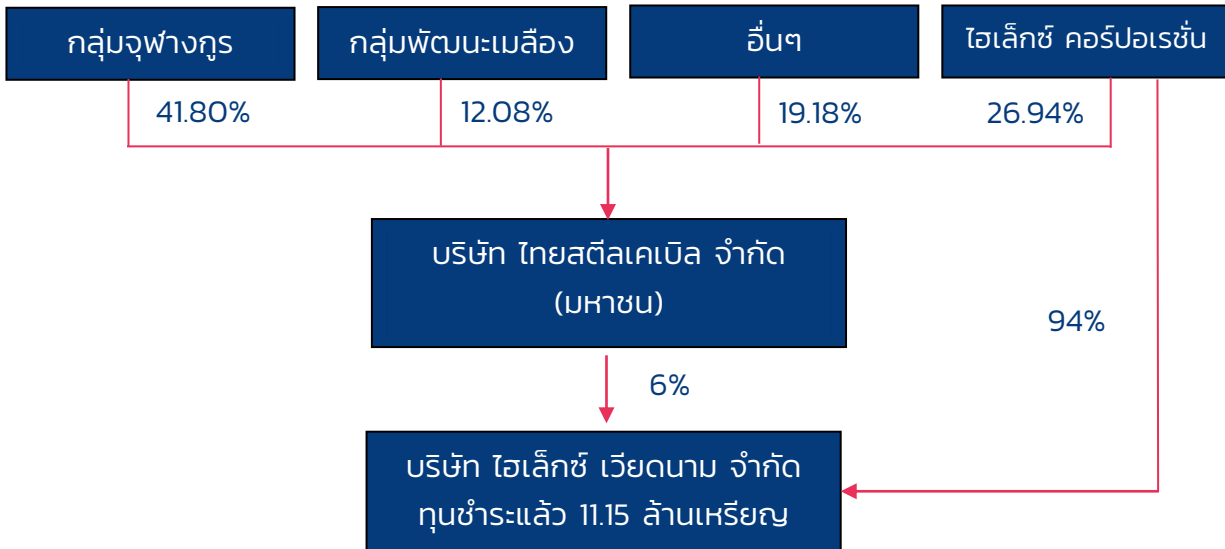 กลุ่มจุฬางกูร
กลุ่มพัฒนะเมลือง
อื่นๆ
ไฮเล็กซ์ คอร์ปอเรชั่น
41.80%
12.08%
19.18%
26.94%
บริษัท ไทยสตีลเคเบิล จำกัด
(มหาชน)
94%
6%
บริษัท ไฮเล็กซ์ เวียดนาม จำกัด
ทุนชำระแล้ว 11.15 ล้านเหรียญ